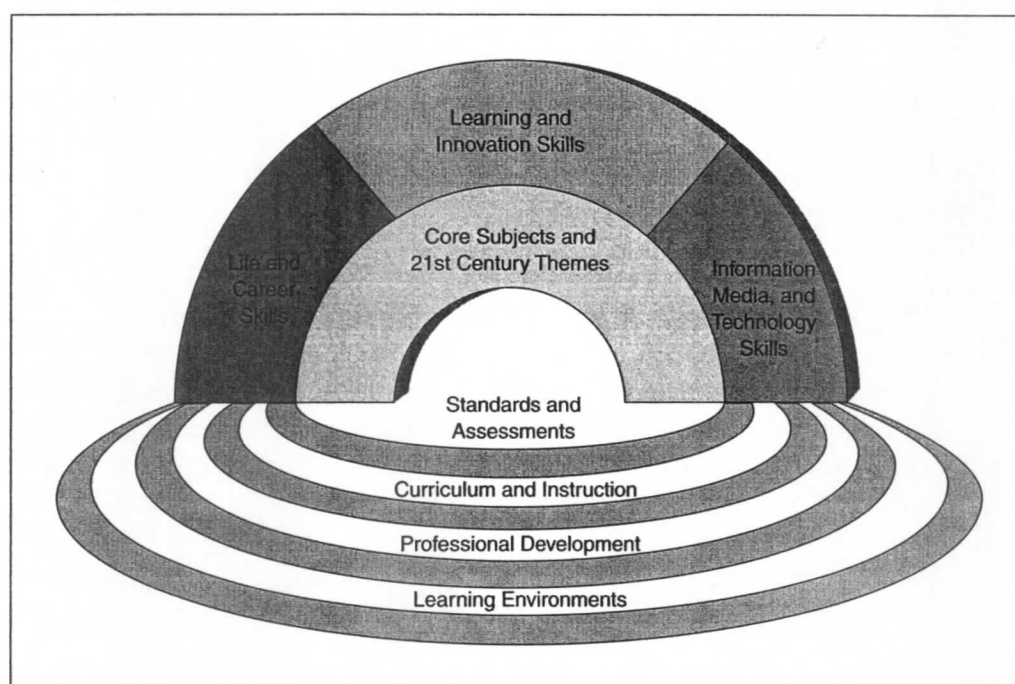 Learning and
Innovation Skills
Core Subjects and
21st Century Themes
Life and
Career
Skills
Information
Media, and
Technology
Skills
Standards and
Assessments
Curriculum and Instruction
Professional Development
Learning Environments